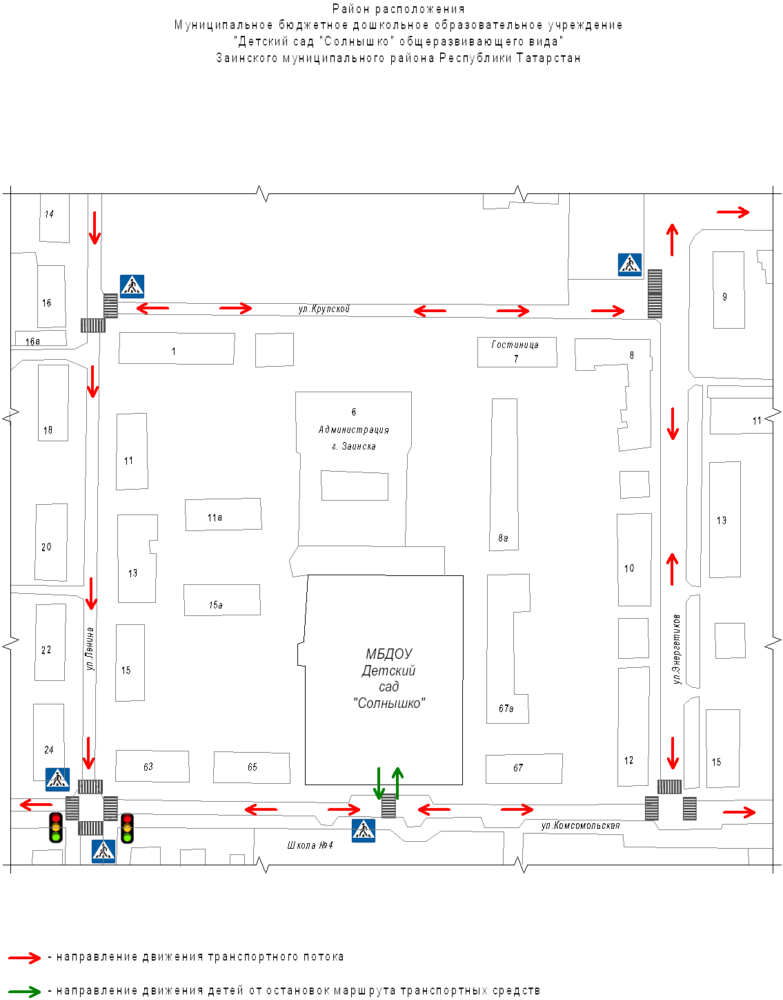 Район расположения
Муниципальное бюджетное дошкольное образовательное учреждение
"Детский сад "Солнышко" общеразвивающего вида"
Заинского муниципального района Республики Татарстан
14
16
9
ул.Крупской
16а
1
Гостиница
7
8
6
Администрация
г. Заинска
11
18
11
11а
8а
13
20
13
10
15а
ул.Ленина
22
15
МБДОУ
Детский
сад
"Солнышко"
ул.Энергетиков
67а
24
63
65
67
12
15
ул.Комсомольская
Школа №4
- направление движения транспортного потока
- направление движения детей от остановок маршрута транспортных средств